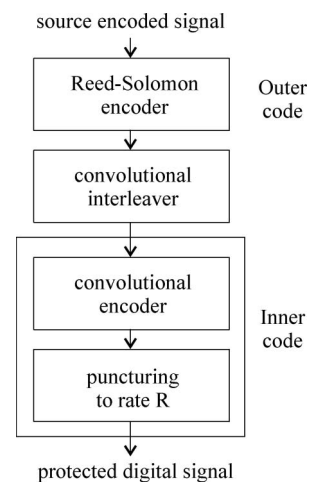 source encoded signal
Reed-Solomon
encoder
Outer
code
convolutional
interleaver
convolutional
encoder
Inner
code
puncturing
to rate R
protected digital signal